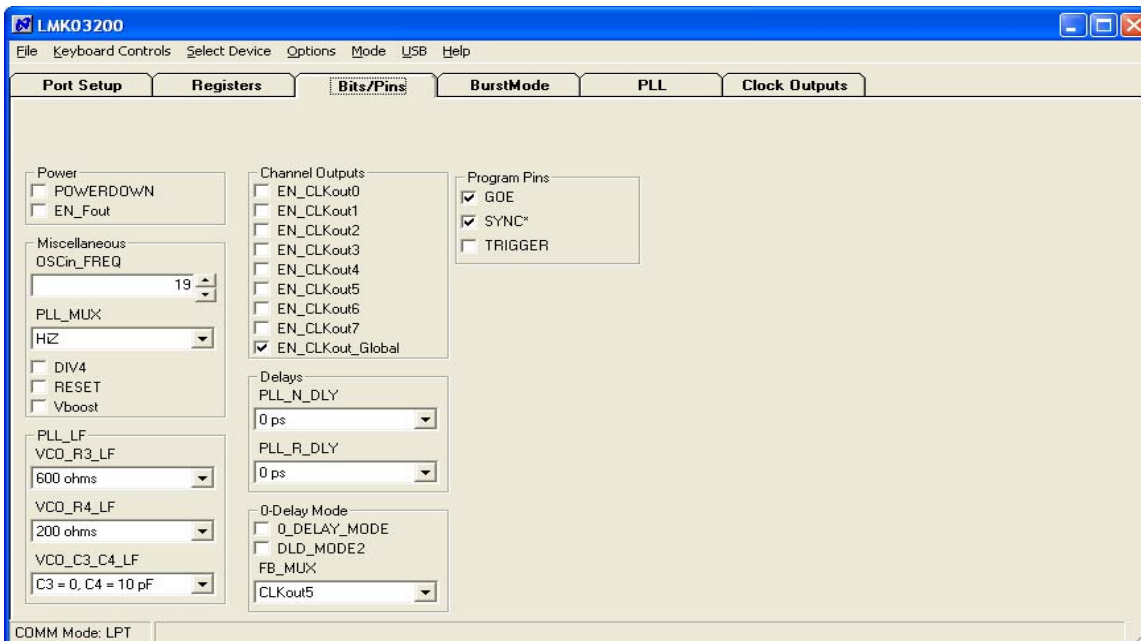 LMK03200
File Keyboard Controls Select Device Options Mode USB Help
Port Setup Registers Bits/Pins BurstMode PLL Clock Outputs
Power
POWERDOWN
EN_Fout
Miscellaneous
OSCin_FREQ
19
PLL_MUX
HiZ
DIV4
RESET
Vboost
PLL_LF
VCO_R3_LF
600 ohms
VCO_R4_LF
200 ohms
VCO_C3_C4_LF
C3 = 0, C4 = 10 pF
Channel Outputs
EN_CLKout0
EN_CLKout1
EN_CLKout2
EN_CLKout3
EN_CLKout4
EN_CLKout5
EN_CLKout6
EN_CLKout7
EN_CLKout_Global
Delays
PLL_N_DLY
0 ps
PLL_R_DLY
0 ps
0-Delay Mode
0_DELAY_MODE
DLD_MODE2
FB_MUX
CLKout5
Program Pins
GOE
SYNC*
TRIGGER
COMM Mode: LPT